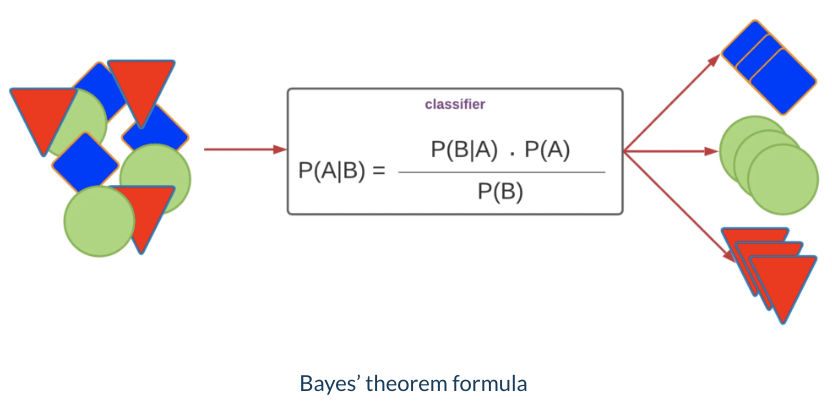 classifier
P(A|B) = P(B|A) . P(A)
P(B)
Bayes’ theorem formula